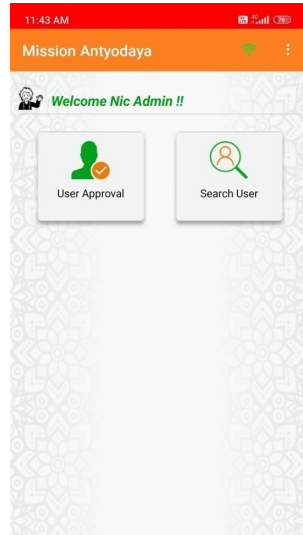 11:43 AM
Mission Antyodaya
Welcome Nic Admin !!
User Approval
Search User